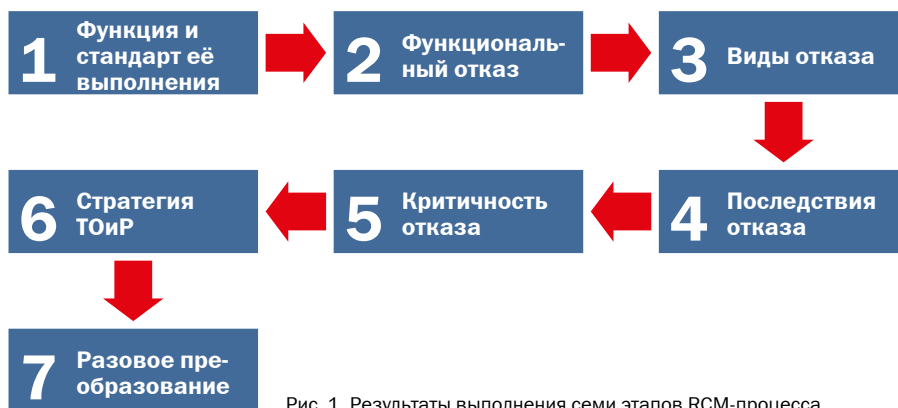 1
Функция и
стандарт её
выполнения
2
Функциональ-
ный отказ
3
Виды отказа
6
Стратегия
ТОиР
5
Критичность
отказа
4
Последствия
отказа
7
Разовое пре-
образование
Рис. 1. Результаты выполнения семи этапов RCM-процесса